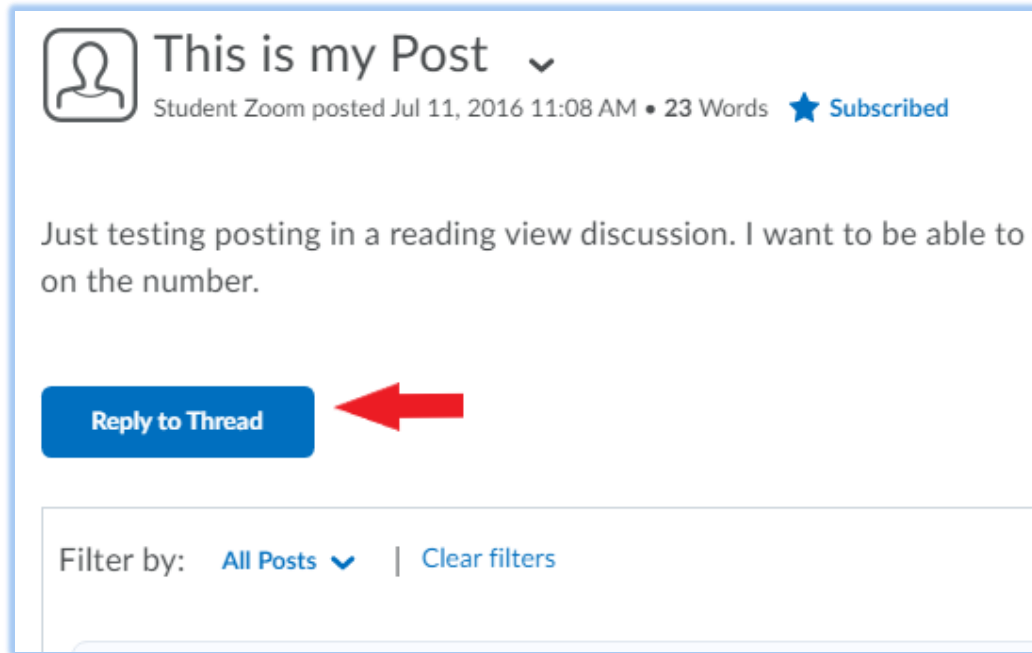 This is my Post
Student Zoom posted Jul 11, 2016 11:08 AM • 23 Words ★ Subscribed
Just testing posting in a reading view discussion. I want to be able to
on the number.
Reply to Thread
Filter by: All Posts | Clear filters